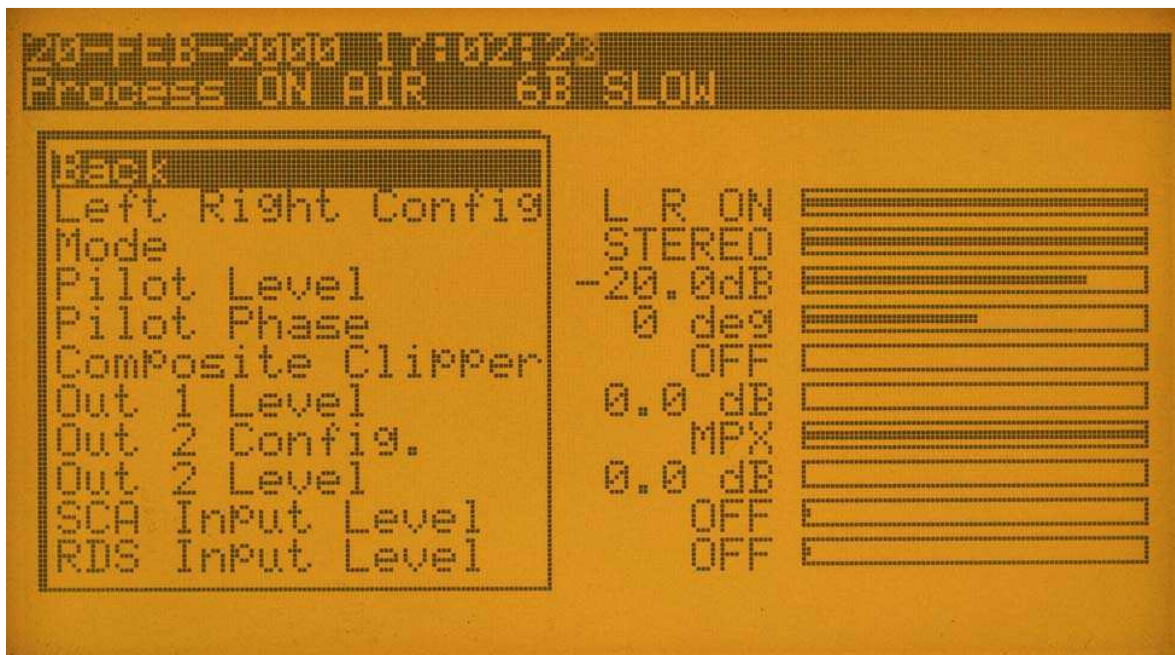 20-FEB-2000 17:02:23
Process ON AIR 6B SLOW
Back
Left Right Config L R ON
Mode STEREO
Pilot Level -20.0dB
Pilot Phase 0 deg
Composite Clipper OFF
Out 1 Level 0.0 dB
Out 2 Config. MPX
Out 2 Level 0.0 dB
SCA Input Level OFF
RDS Input Level OFF